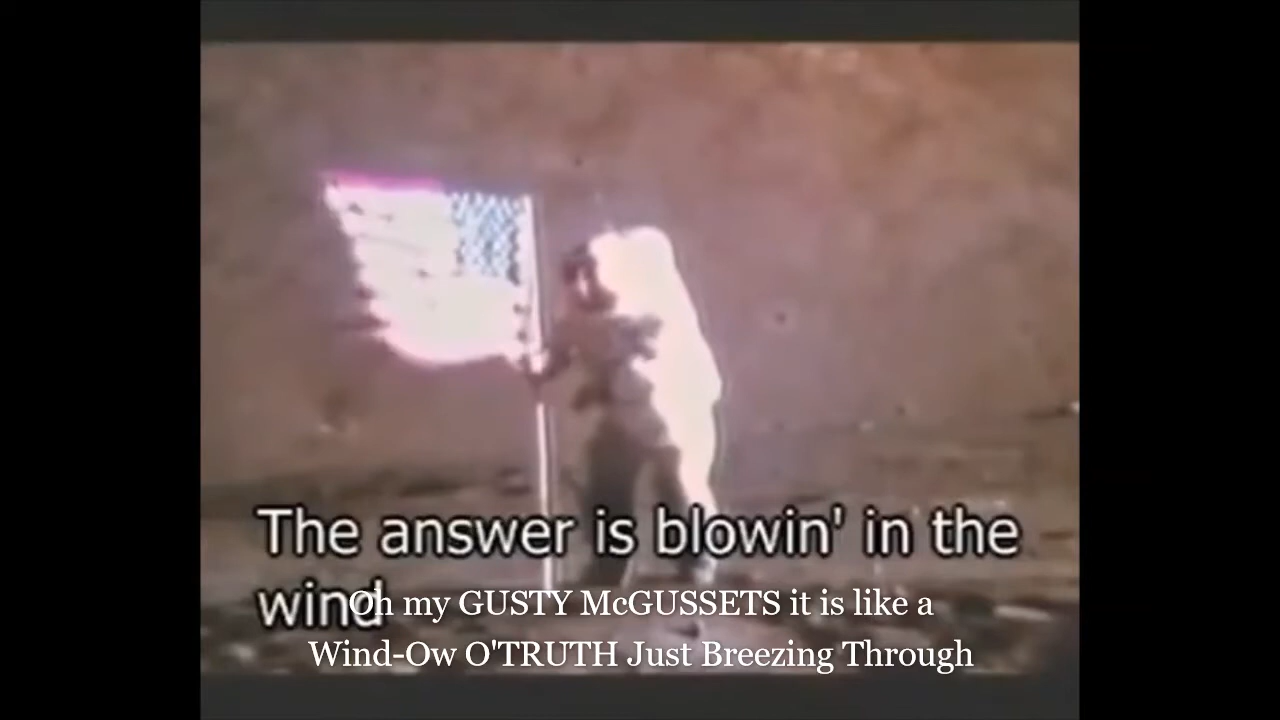 The answer is blowin' in the
wind
Oh my GUSTY McGUSSETS it is like a
Wind-Ow O'TRUTH Just Breezing Through